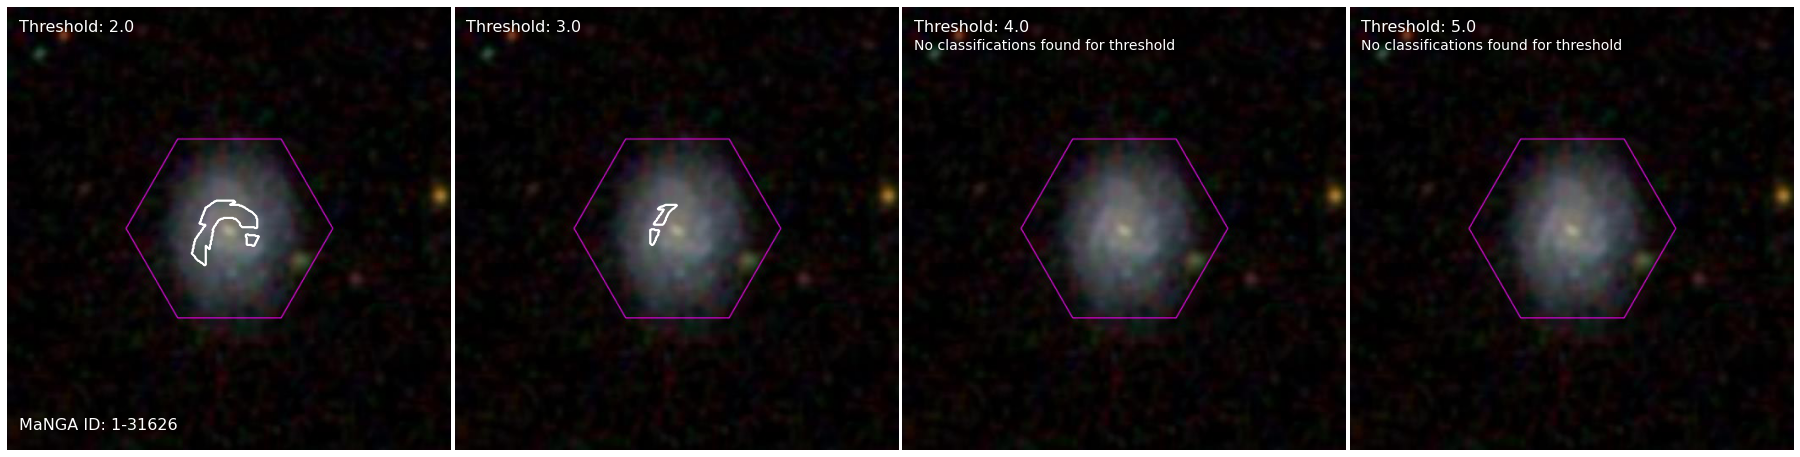 Threshold: 2.0
MaNGA ID: 1-31626
Threshold: 3.0
Threshold: 4.0
No classifications found for threshold
Threshold: 5.0
No classifications found for threshold